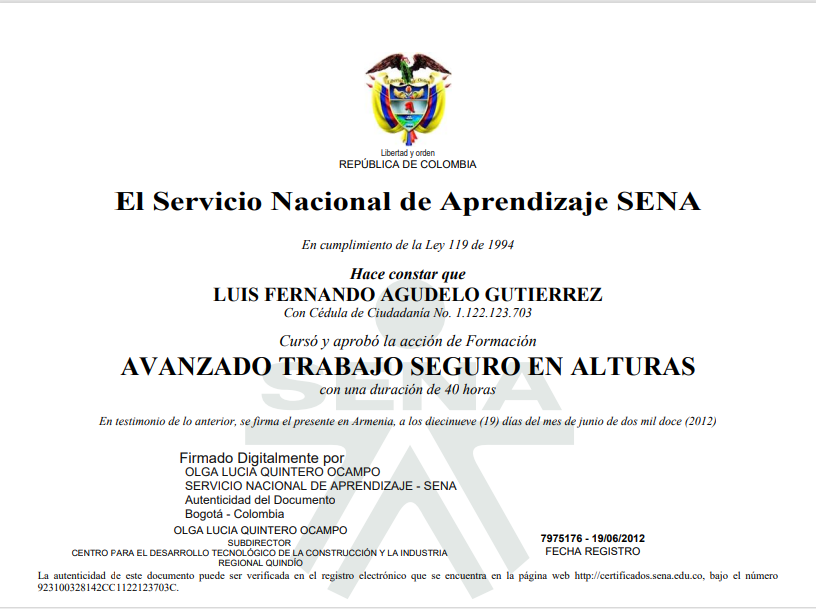 Libertad y orden
REPÚBLICA DE COLOMBIA
El Servicio Nacional de Aprendizaje SENA
En cumplimiento de la Ley 119 de 1994
Hace constar que
LUIS FERNANDO AGUDELO GUTIERREZ
Con Cédula de Ciudadanía No. 1.122.123.703
Cursó y aprobó la acción de Formación
AVANZADO TRABAJO SEGURO EN ALTURAS
con una duración de 40 horas
SENA
En testimonio de lo anterior, se firma el presente en Armenia, a los diecinueve (19) días del mes de junio de dos mil doce (2012)
Firmado Digitalmente por
OLGA LUCIA QUINTERO OCAMPO
SERVICIO NACIONAL DE APRENDIZAJE - SENA
Autenticidad del Documento
Bogotá - Colombia
OLGA LUCIA QUINTERO OCAMPO
SUBDIRECTOR
CENTRO PARA EL DESARROLLO TECNOLÓGICO DE LA CONSTRUCCIÓN Y LA INDUSTRIA
REGIONAL QUINDÍO
7975176 - 19/06/2012
FECHA REGISTRO
La autenticidad de este documento puede ser verificada en el registro electrónico que se encuentra en la página web http://certificados.sena.edu.co, bajo el número
923100328142CC1122123703C.